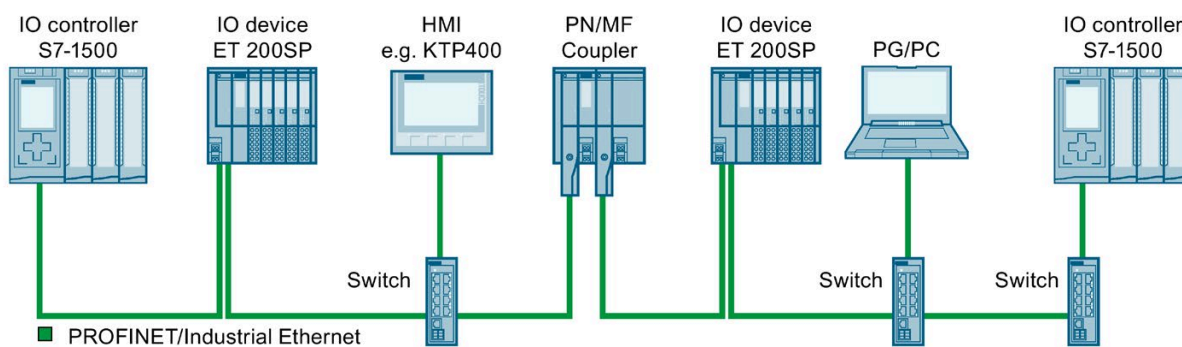 IO controller
S7-1500
IO device
ET 200SP
HMI
e.g. KTP400
PN/MF
Coupler
IO device
ET 200SP
PG/PC
IO controller
S7-1500
Switch
Switch
Switch
PROFINET/Industrial Ethernet